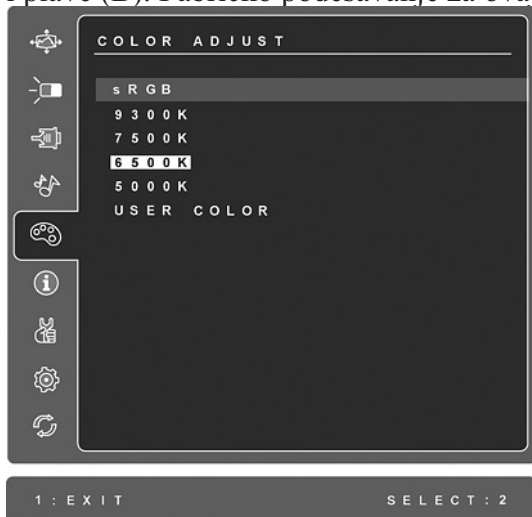 COLOR ADJUST
sRGB
9300K
7500K
6500K
5000K
USER COLOR
1:EXIT SELECT:2